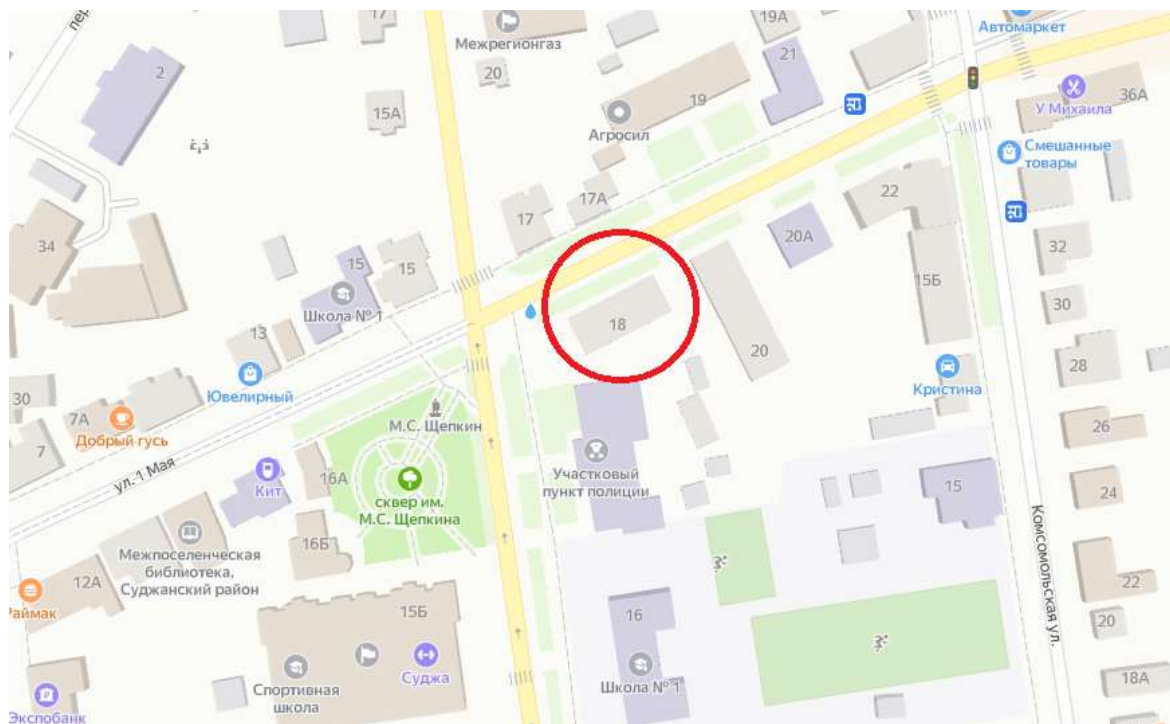 пер
17
Межрегионгаз
20
19А
21
Автомаркет
2
15А
19
Агросил
У Михаила
36А
Смешанные
товары
34
17А
17
22
20А
32
15
15
Школа № 1
18
15Б
30
13
20
Ювелирный
Кристина
28
30
7А
Добрый гусь
7
М.С. Щепкин
26
ул. 1 Мая
Кит
16А
сквер им.
М.С. Щепкина
Участковый
пункт полиции
15
24
Межпоселенческая
библиотека,
Суджанский район
16Б
Комсомольская ул.
12А
Раймак
15Б
16
22
20
Спортивная
школа
Суджа
Школа № 1
18А
Экспобанк